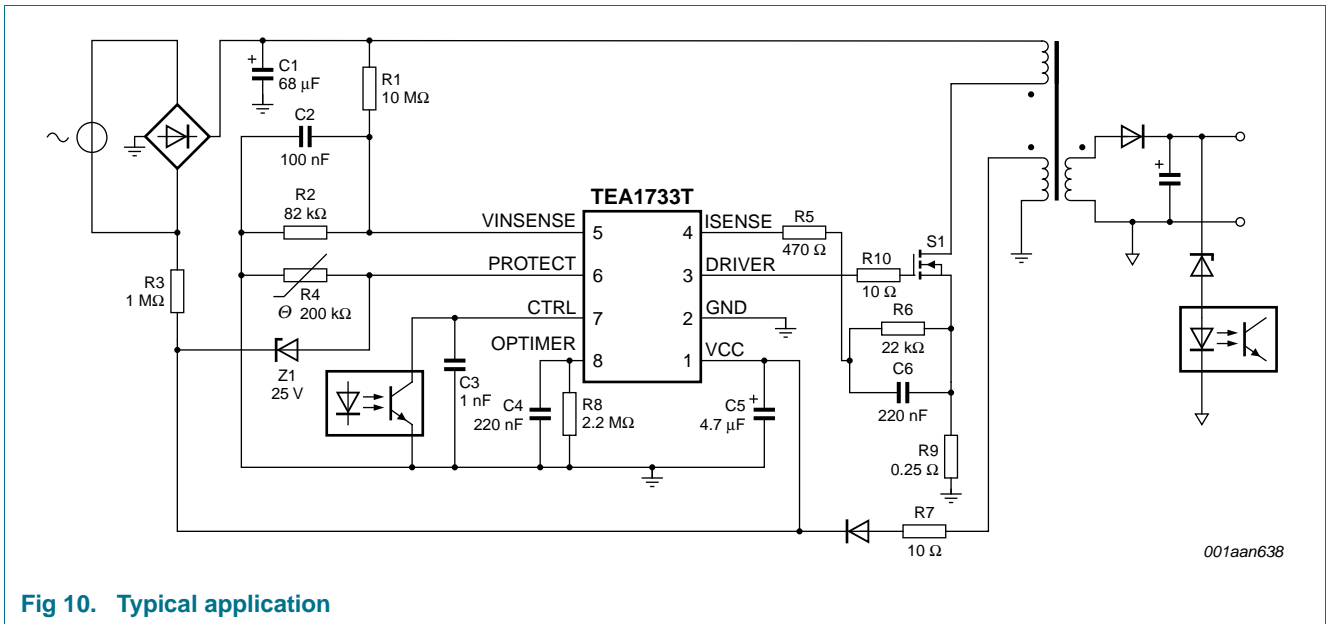 C1
68 μF
R1
10 MΩ
C2
100 nF
R2
82 kΩ
R3
1 MΩ
R4
Θ 200 kΩ
Z1
25 V
TEA1733T
VINSENSE
PROTECT
CTRL
OPTIMER
5
6
7
8
4
3
2
1
ISENSE
DRIVER
GND
VCC
R5
470 Ω
R10
10 Ω
S1
R6
22 kΩ
C6
220 nF
C3
1 nF
C4
220 nF
R8
2.2 MΩ
C5
4.7 μF
R9
0.25 Ω
R7
10 Ω
001aan638
Fig 10. Typical application